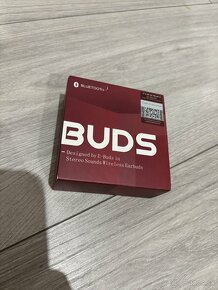 Bluetooth
BUDS
Designed by E-Buds in
Stereo Sounds Wireless Earbuds